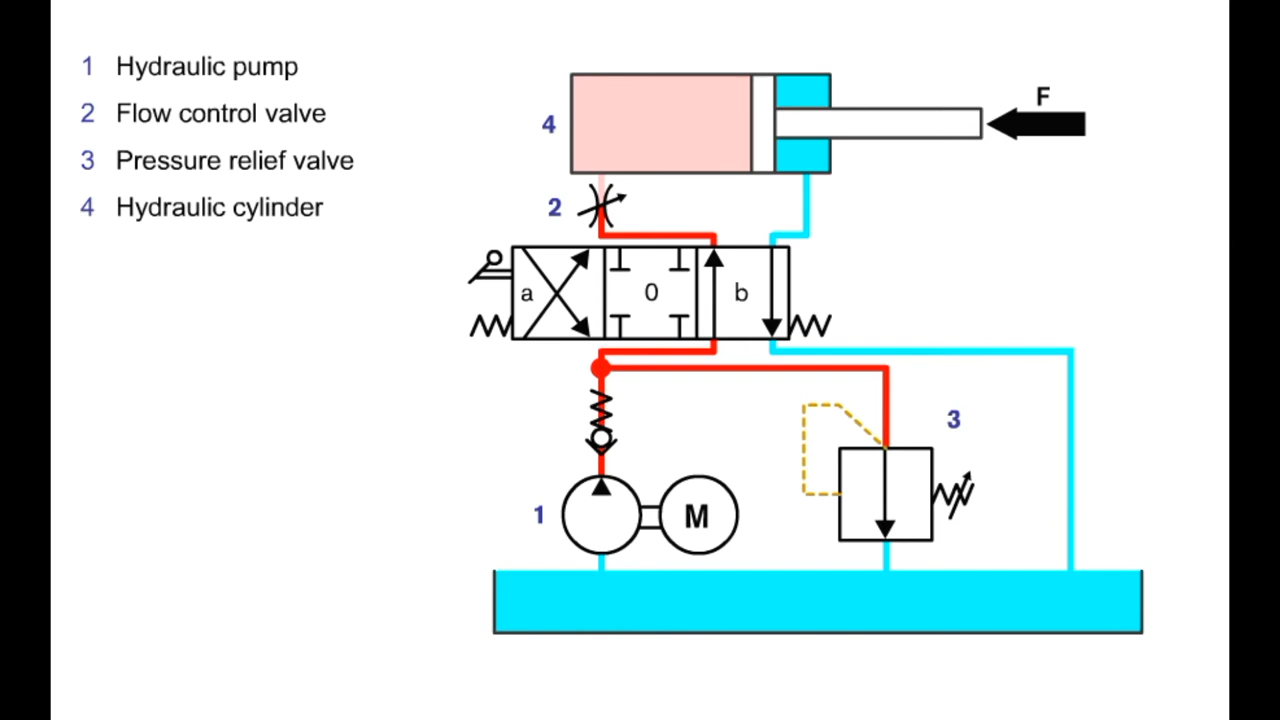 1 Hydraulic pump
2 Flow control valve
3 Pressure relief valve
4 Hydraulic cylinder
F
4
2
a 0 b
3
1
M